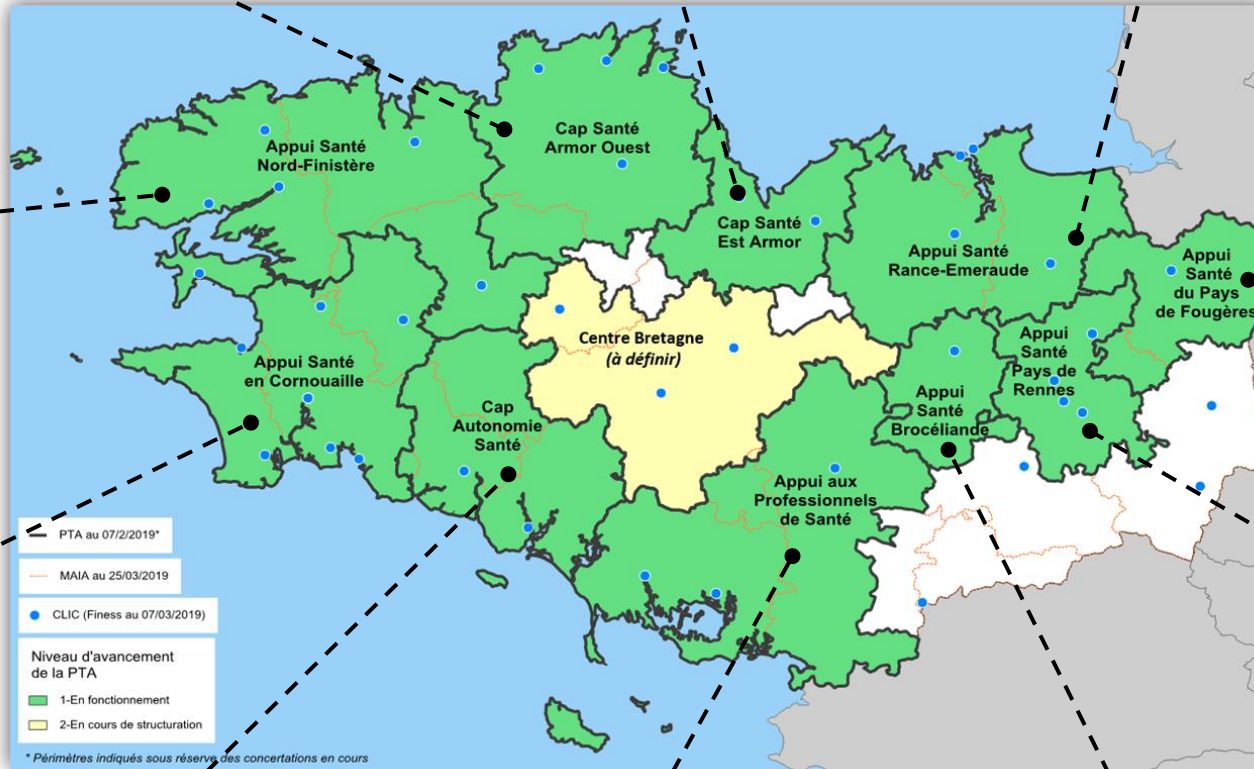 Cap Santé
Armor Ouest
Appui Santé
Nord-Finistère
Cap Santé
Est Armor
Appui Santé
Rance-Emeraude
Appui
Santé
du Pays
de Fougères
Centre Bretagne
(à définir)
Appui
Santé
Pays de
Rennes
Appui Santé
en Cornouaille
Cap
Autonomie
Santé
Appui
Santé
Brocéliande
Appui aux
Professionnels
de Santé
PTA au 07/2/2019*
MAIA au 25/03/2019
CLIC (Finess au 07/03/2019)
Niveau d'avancement
de la PTA
1-En fonctionnement
2-En cours de structuration
* Périmètres indiqués sous réserve des concertations en cours